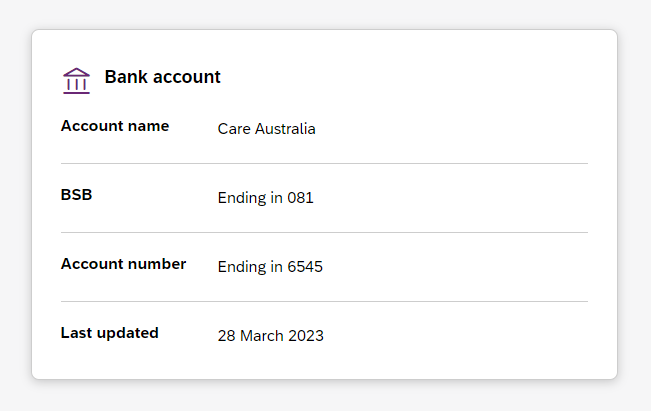 Bank account
Account name Care Australia
BSB Ending in 081
Account number Ending in 6545
Last updated 28 March 2023